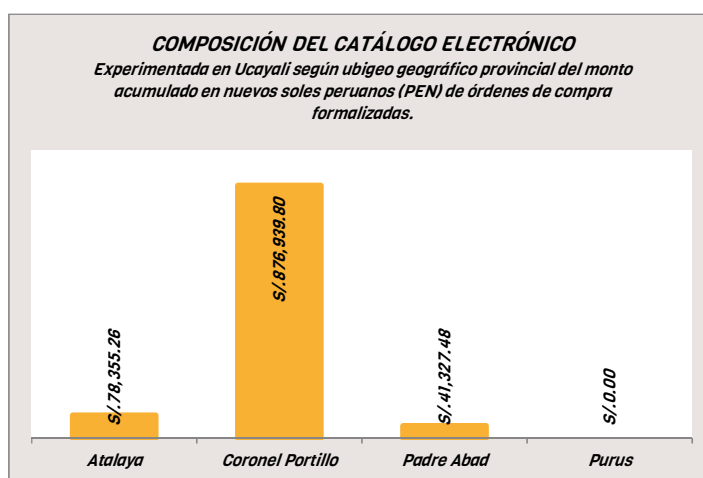 COMPOSICIÓN DEL CATÁLOGO ELECTRÓNICO
Experimentada en Ucayali según ubigeo geográfico provincial del monto
acumulado en nuevos soles peruanos (PEN) de órdenes de compra
formalizadas.
S/.78,355.26
S/.876,939.80
S/.41,327.48
S/.0.00
Atalaya
Coronel Portillo
Padre Abad
Purus